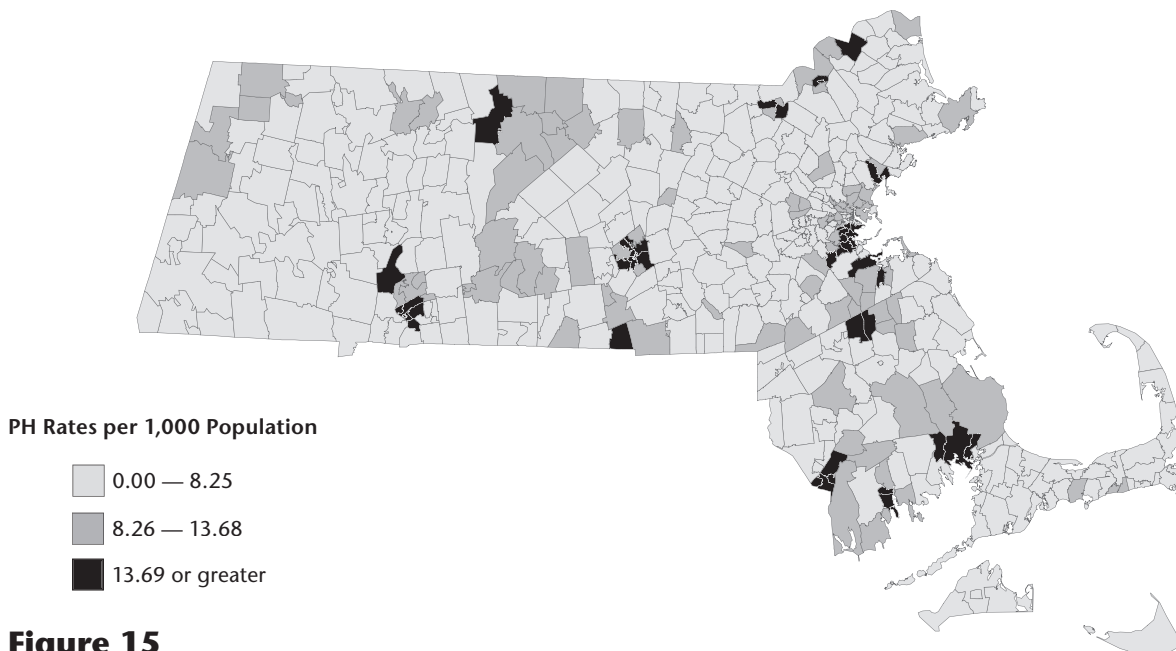 PH Rates per 1,000 Population
0.00 — 8.25
8.26 — 13.68
13.69 or greater
Figure 15